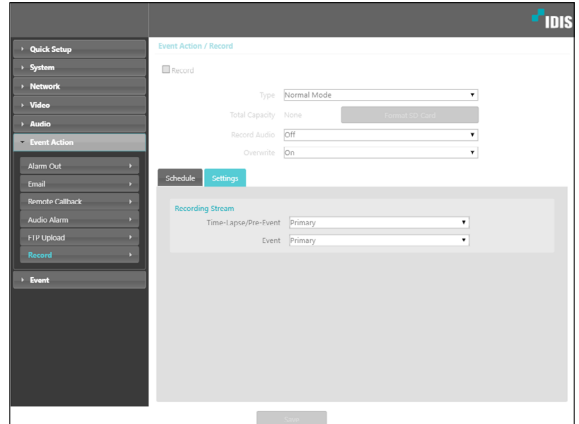 IDIS
Quick Setup
System
Network
Video
Audio
Event Action
Alarm Out
Email
Remote Callback
Audio Alarm
FTP Upload
Record
Event
Event Action / Record
Record
Type Normal Mode
Total Capacity None Format SD Card
Record Audio Off
Overwrite On
Schedule Settings
Recording Stream
Time-Lapse/Pre-Event Primary
Event Primary
Save